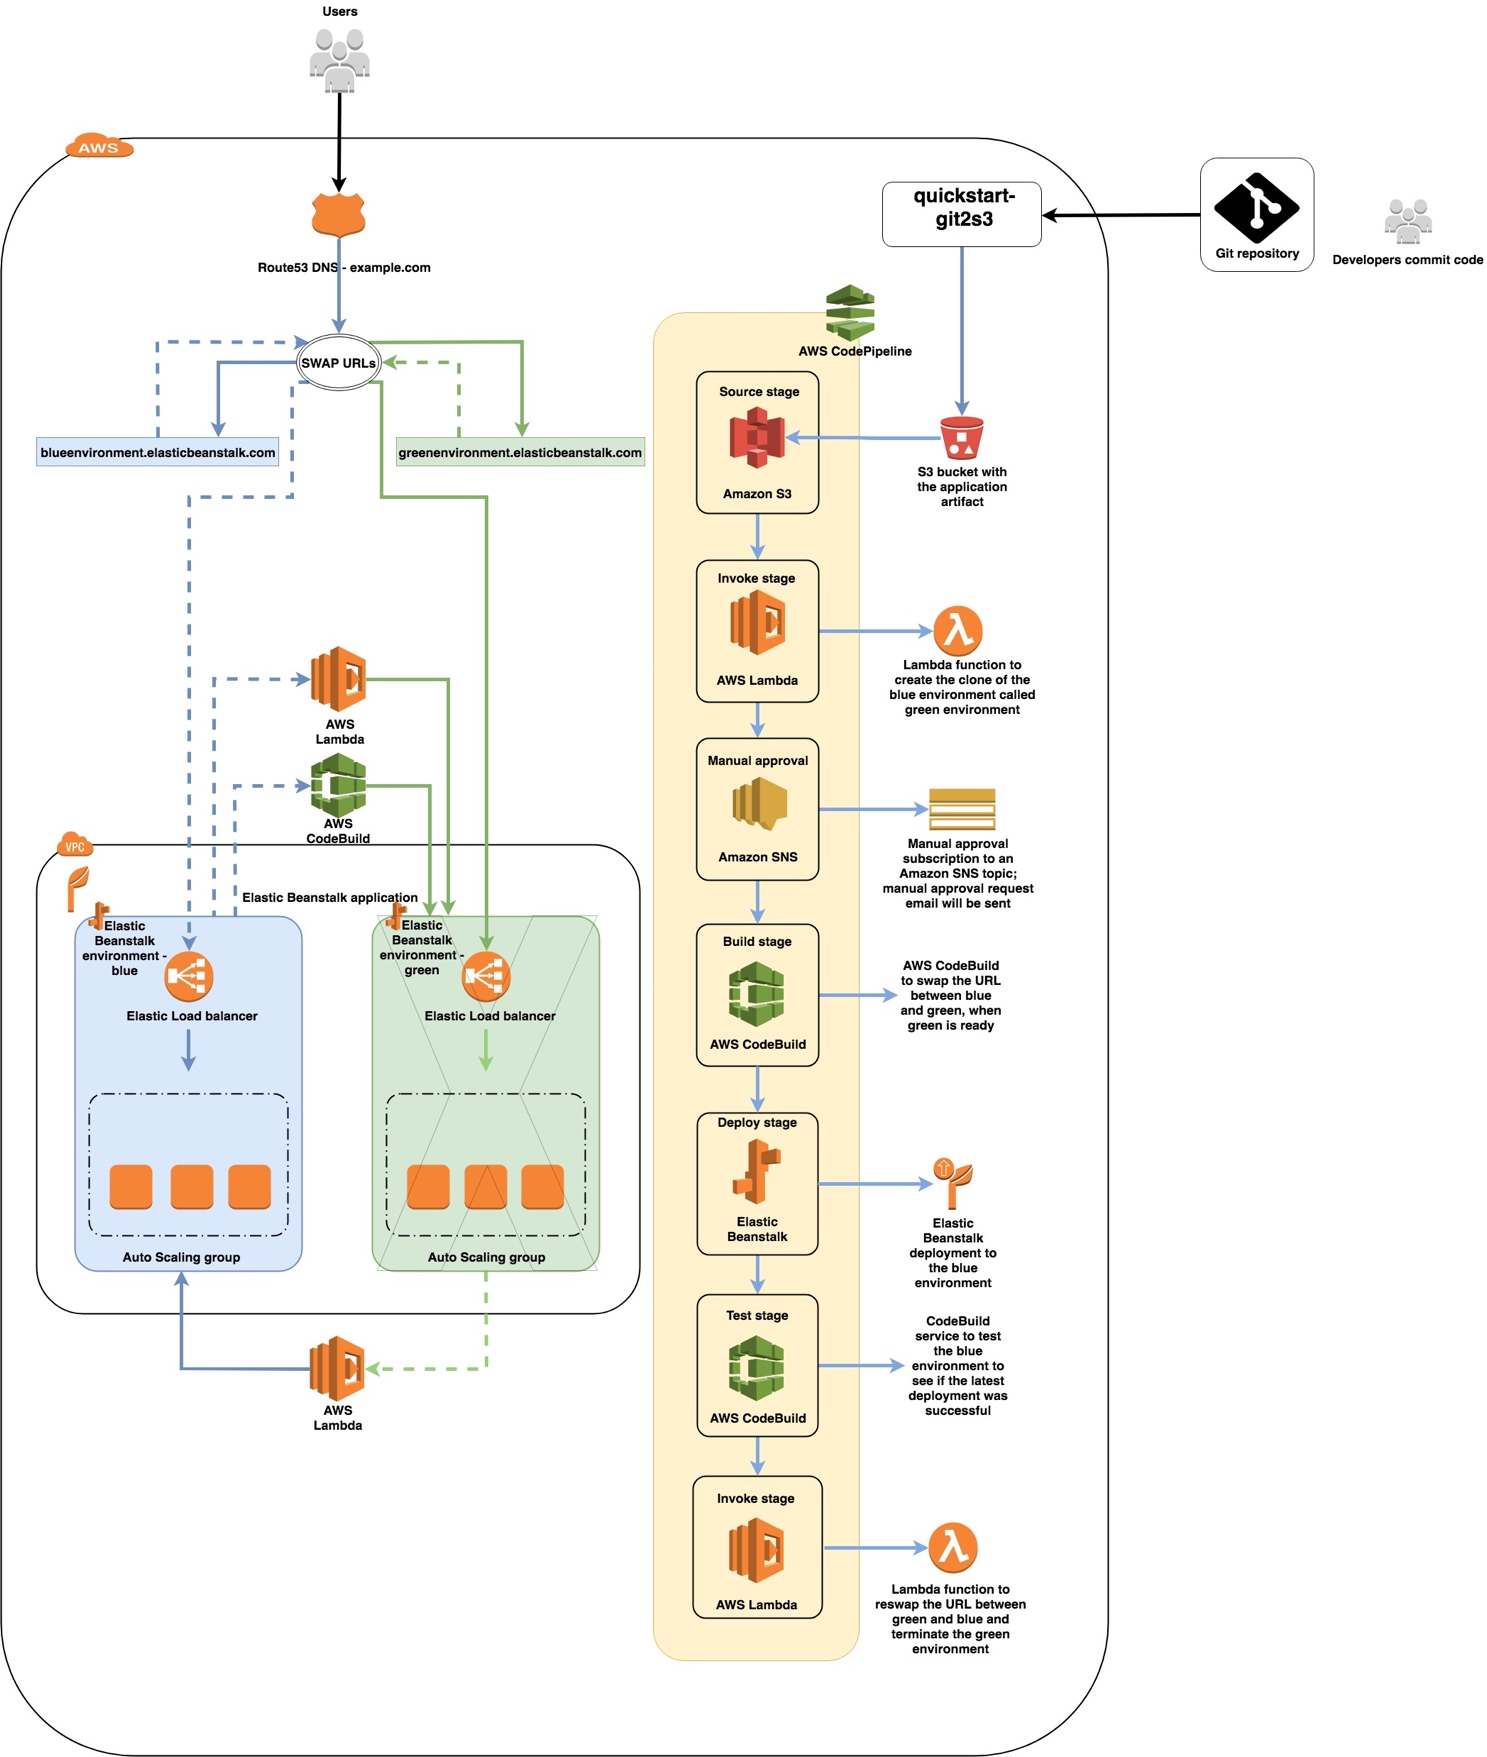 Users
AWS
Route53 DNS - example.com
SWAP URLs
blueenvironment.elasticbeanstalk.com
greenenvironment.elasticbeanstalk.com
AWS
Lambda
AWS
CodeBuild
VPC
Elastic Beanstalk application
Elastic
Beanstalk
environment -
blue
Elastic Load balancer
Auto Scaling group
Elastic
Beanstalk
environment -
green
Elastic Load balancer
Auto Scaling group
AWS
Lambda
quickstart-
git2s3
Git repository
Developers commit code
AWS CodePipeline
Source stage
Amazon S3
S3 bucket with
the application
artifact
Invoke stage
AWS Lambda
Lambda function to
create the clone of the
blue environment called
green environment
Manual approval
Amazon SNS
Manual approval
subscription to an
Amazon SNS topic;
manual approval request
email will be sent
Build stage
AWS CodeBuild
AWS CodeBuild
to swap the URL
between blue
and green, when
green is ready
Deploy stage
Elastic
Beanstalk
Elastic
Beanstalk
deployment to
the blue
environment
Test stage
AWS CodeBuild
CodeBuild
service to test
the blue
environment to
see if the latest
deployment was
successful
Invoke stage
AWS Lambda
Lambda function to
reswap the URL between
green and blue and
terminate the green
environment